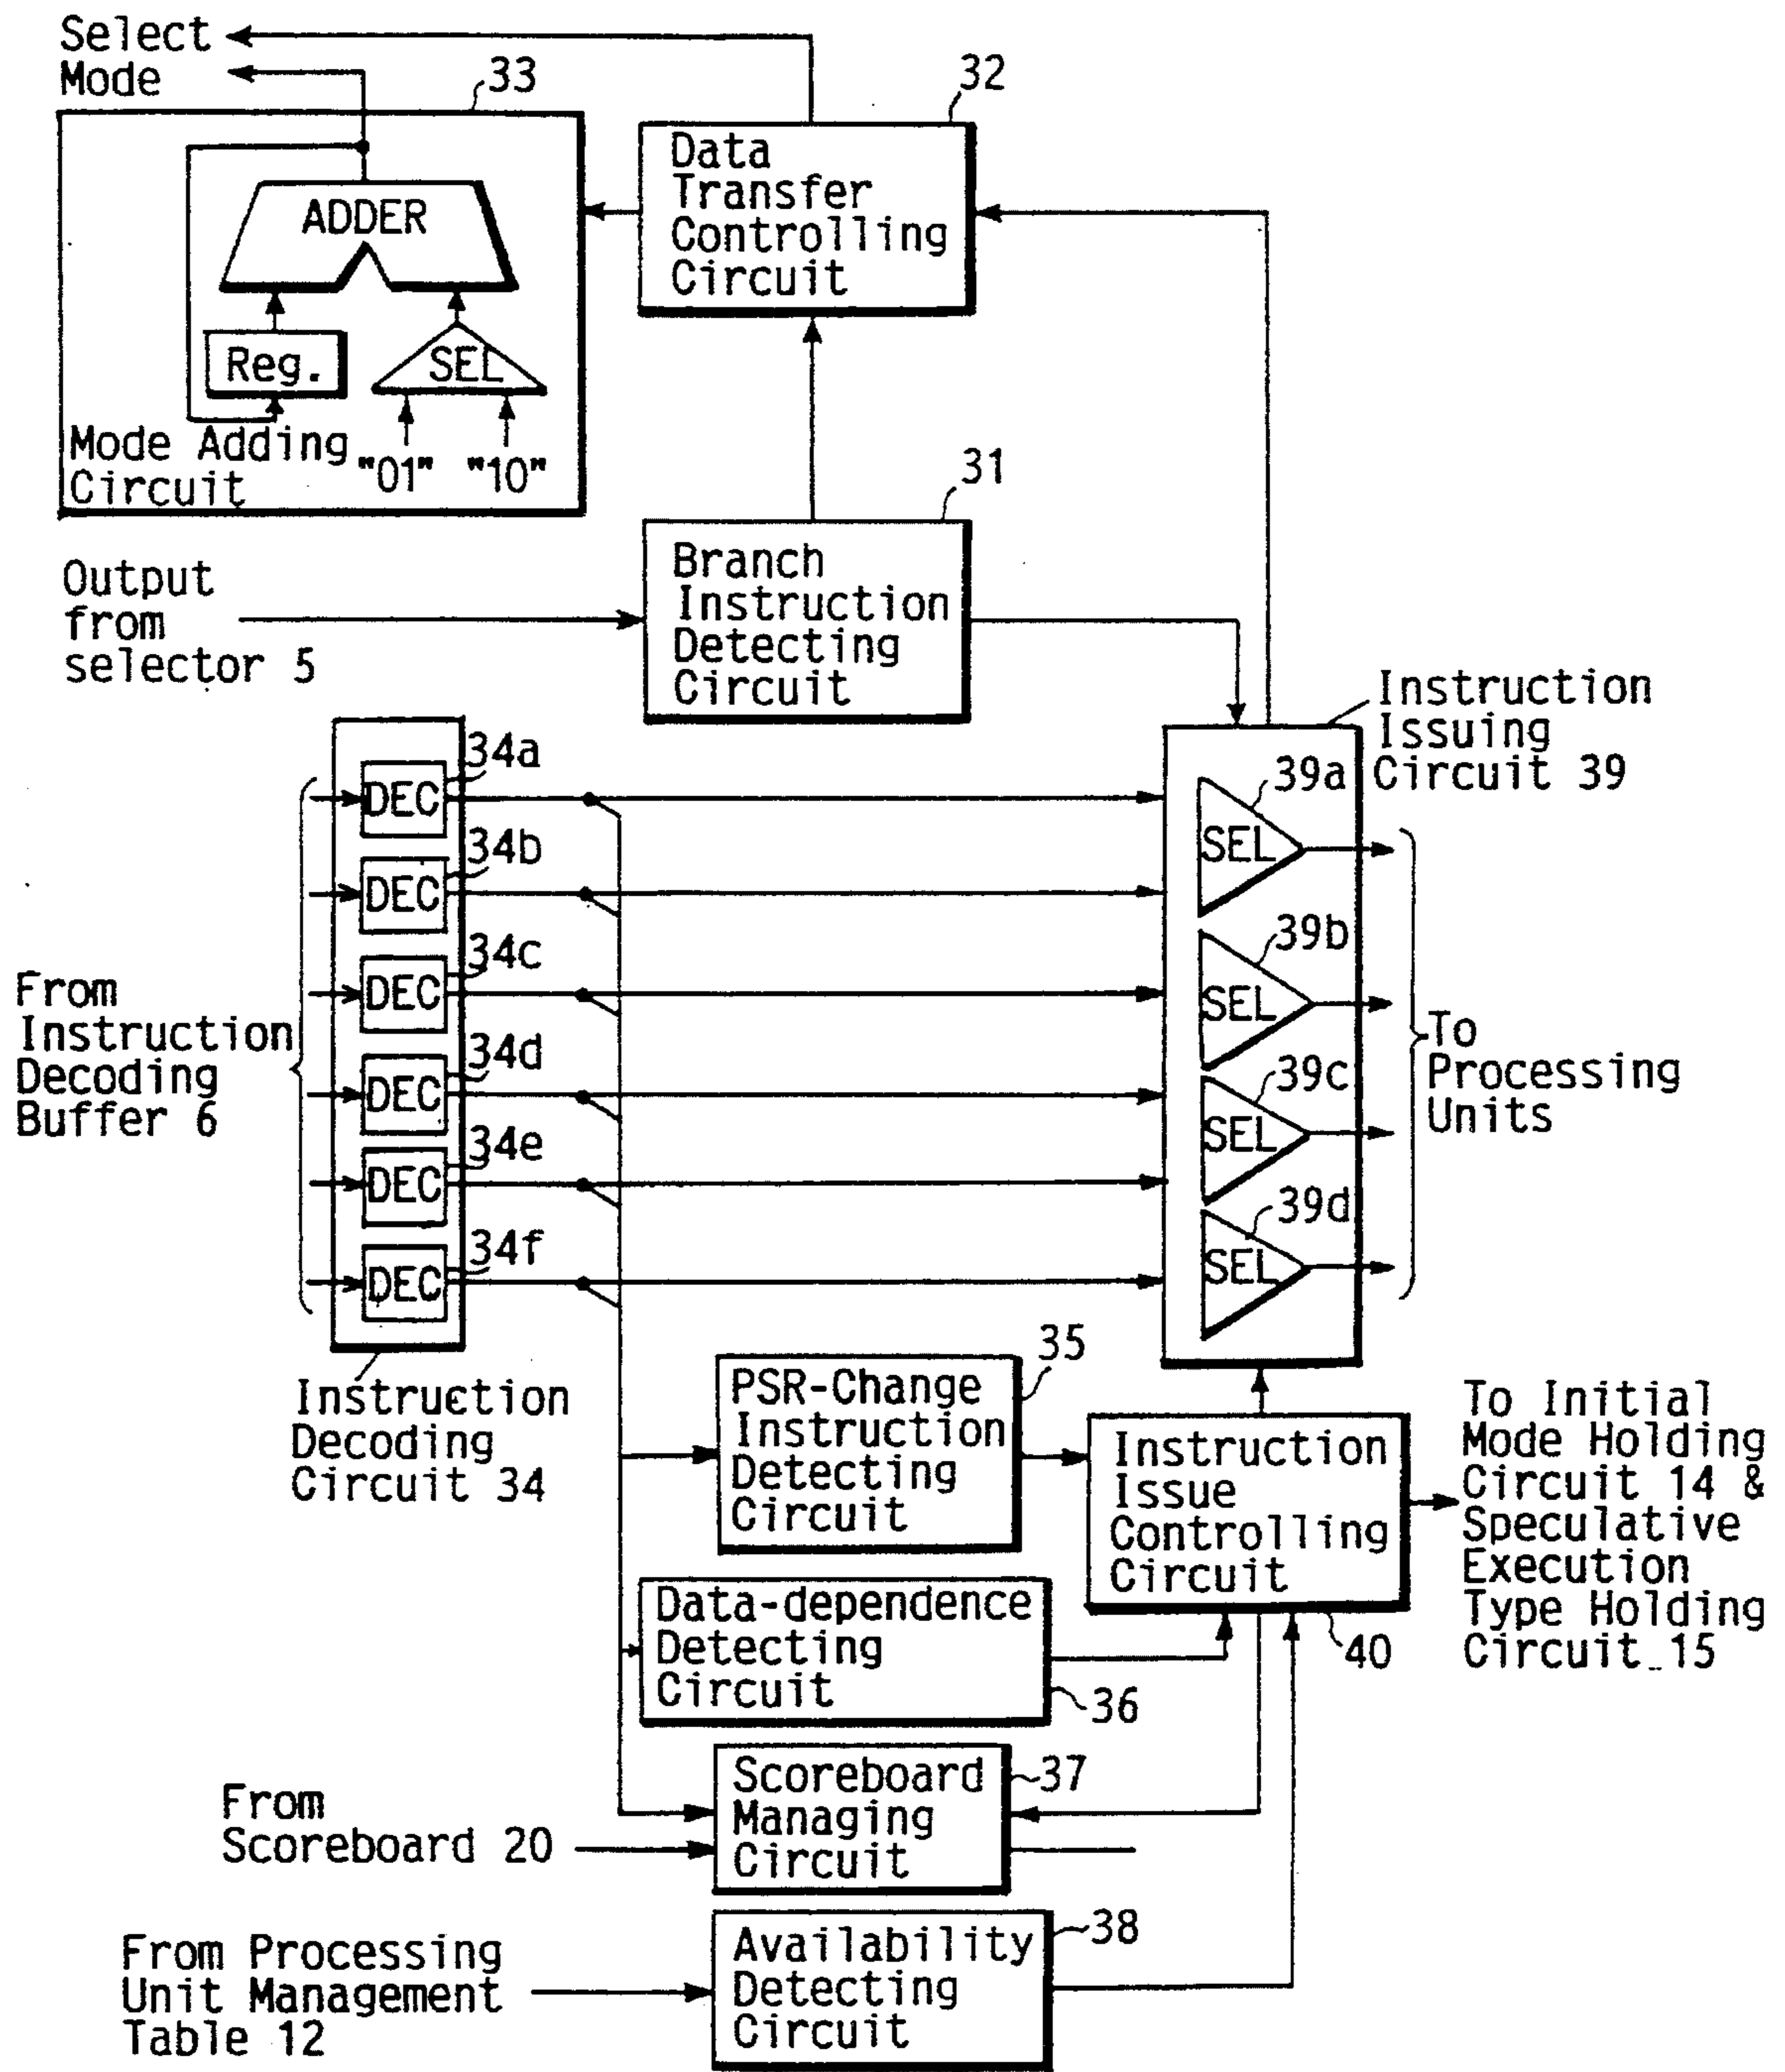 Select
Mode
33
32
Data
Transfer
Controlling
Circuit
ADDER
Reg.
SEL
Mode Adding
Circuit
"01" "10"
31
Branch
Instruction
Detecting
Circuit
Output
from
selector 5
Instruction
Issuing
Circuit 39
34a
DEC
34b
DEC
34c
DEC
34d
DEC
34e
DEC
34f
DEC
From
Instruction
Decoding
Buffer 6
39a
SEL
39b
SEL
39c
SEL
39d
SEL
To
Processing
Units
Instruction
Decoding
Circuit 34
35
PSR-Change
Instruction
Detecting
Circuit
Instruction
Issue
Controlling
Circuit
40
To Initial
Mode Holding
Circuit 14 &
Speculative
Execution
Type Holding
Circuit 15
Data-dependence
Detecting
Circuit
36
Scoreboard
Managing
Circuit
37
From
Scoreboard 20
Availability
Detecting
Circuit
38
From Processing
Unit Management
Table 12